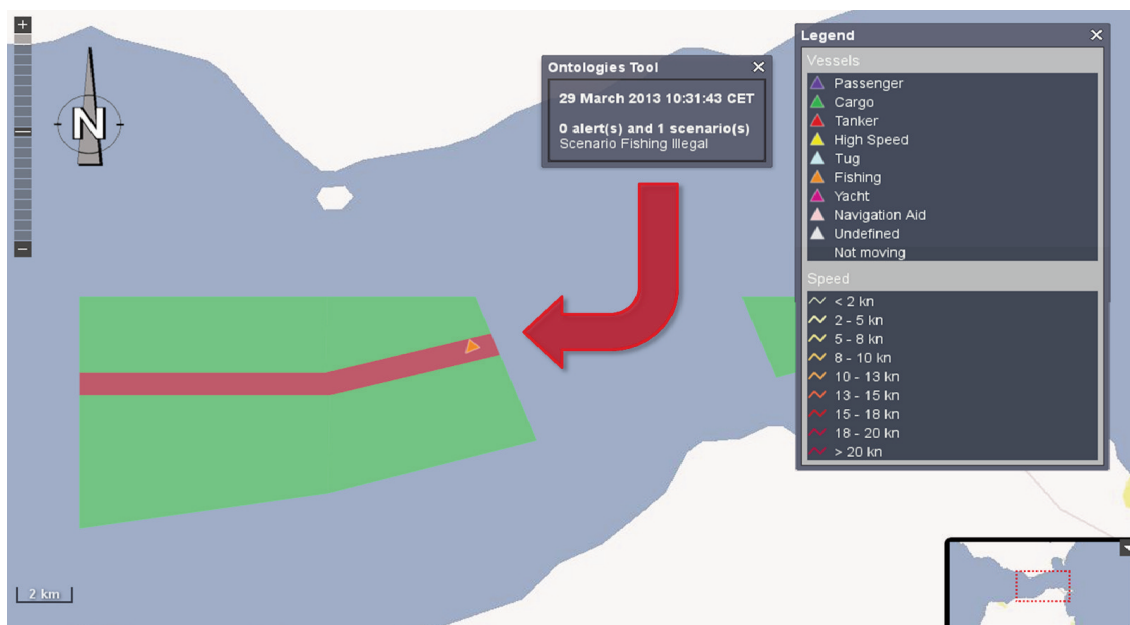 +
N
−
2 km
Ontologies Tool ×
29 March 2013 10:31:43 CET
0 alert(s) and 1 scenario(s)
Scenario Fishing Illegal
Legend ×
Vessels
Passenger
Cargo
Tanker
High Speed
Tug
Fishing
Yacht
Navigation Aid
Undefined
Not moving
Speed
< 2 kn
2 - 5 kn
5 - 8 kn
8 - 10 kn
10 - 13 kn
13 - 15 kn
15 - 18 kn
18 - 20 kn
> 20 kn